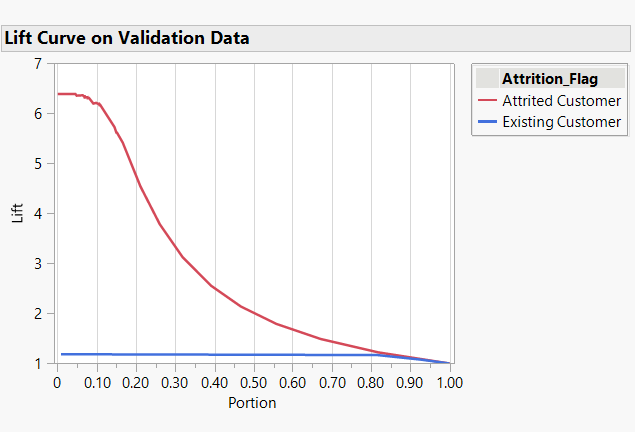 Lift Curve on Validation Data
Attrition_Flag
Attrited Customer
Existing Customer
7
6
5
4
3
2
1
Lift
0 0.10 0.20 0.30 0.40 0.50 0.60 0.70 0.80 0.90 1.00
Portion